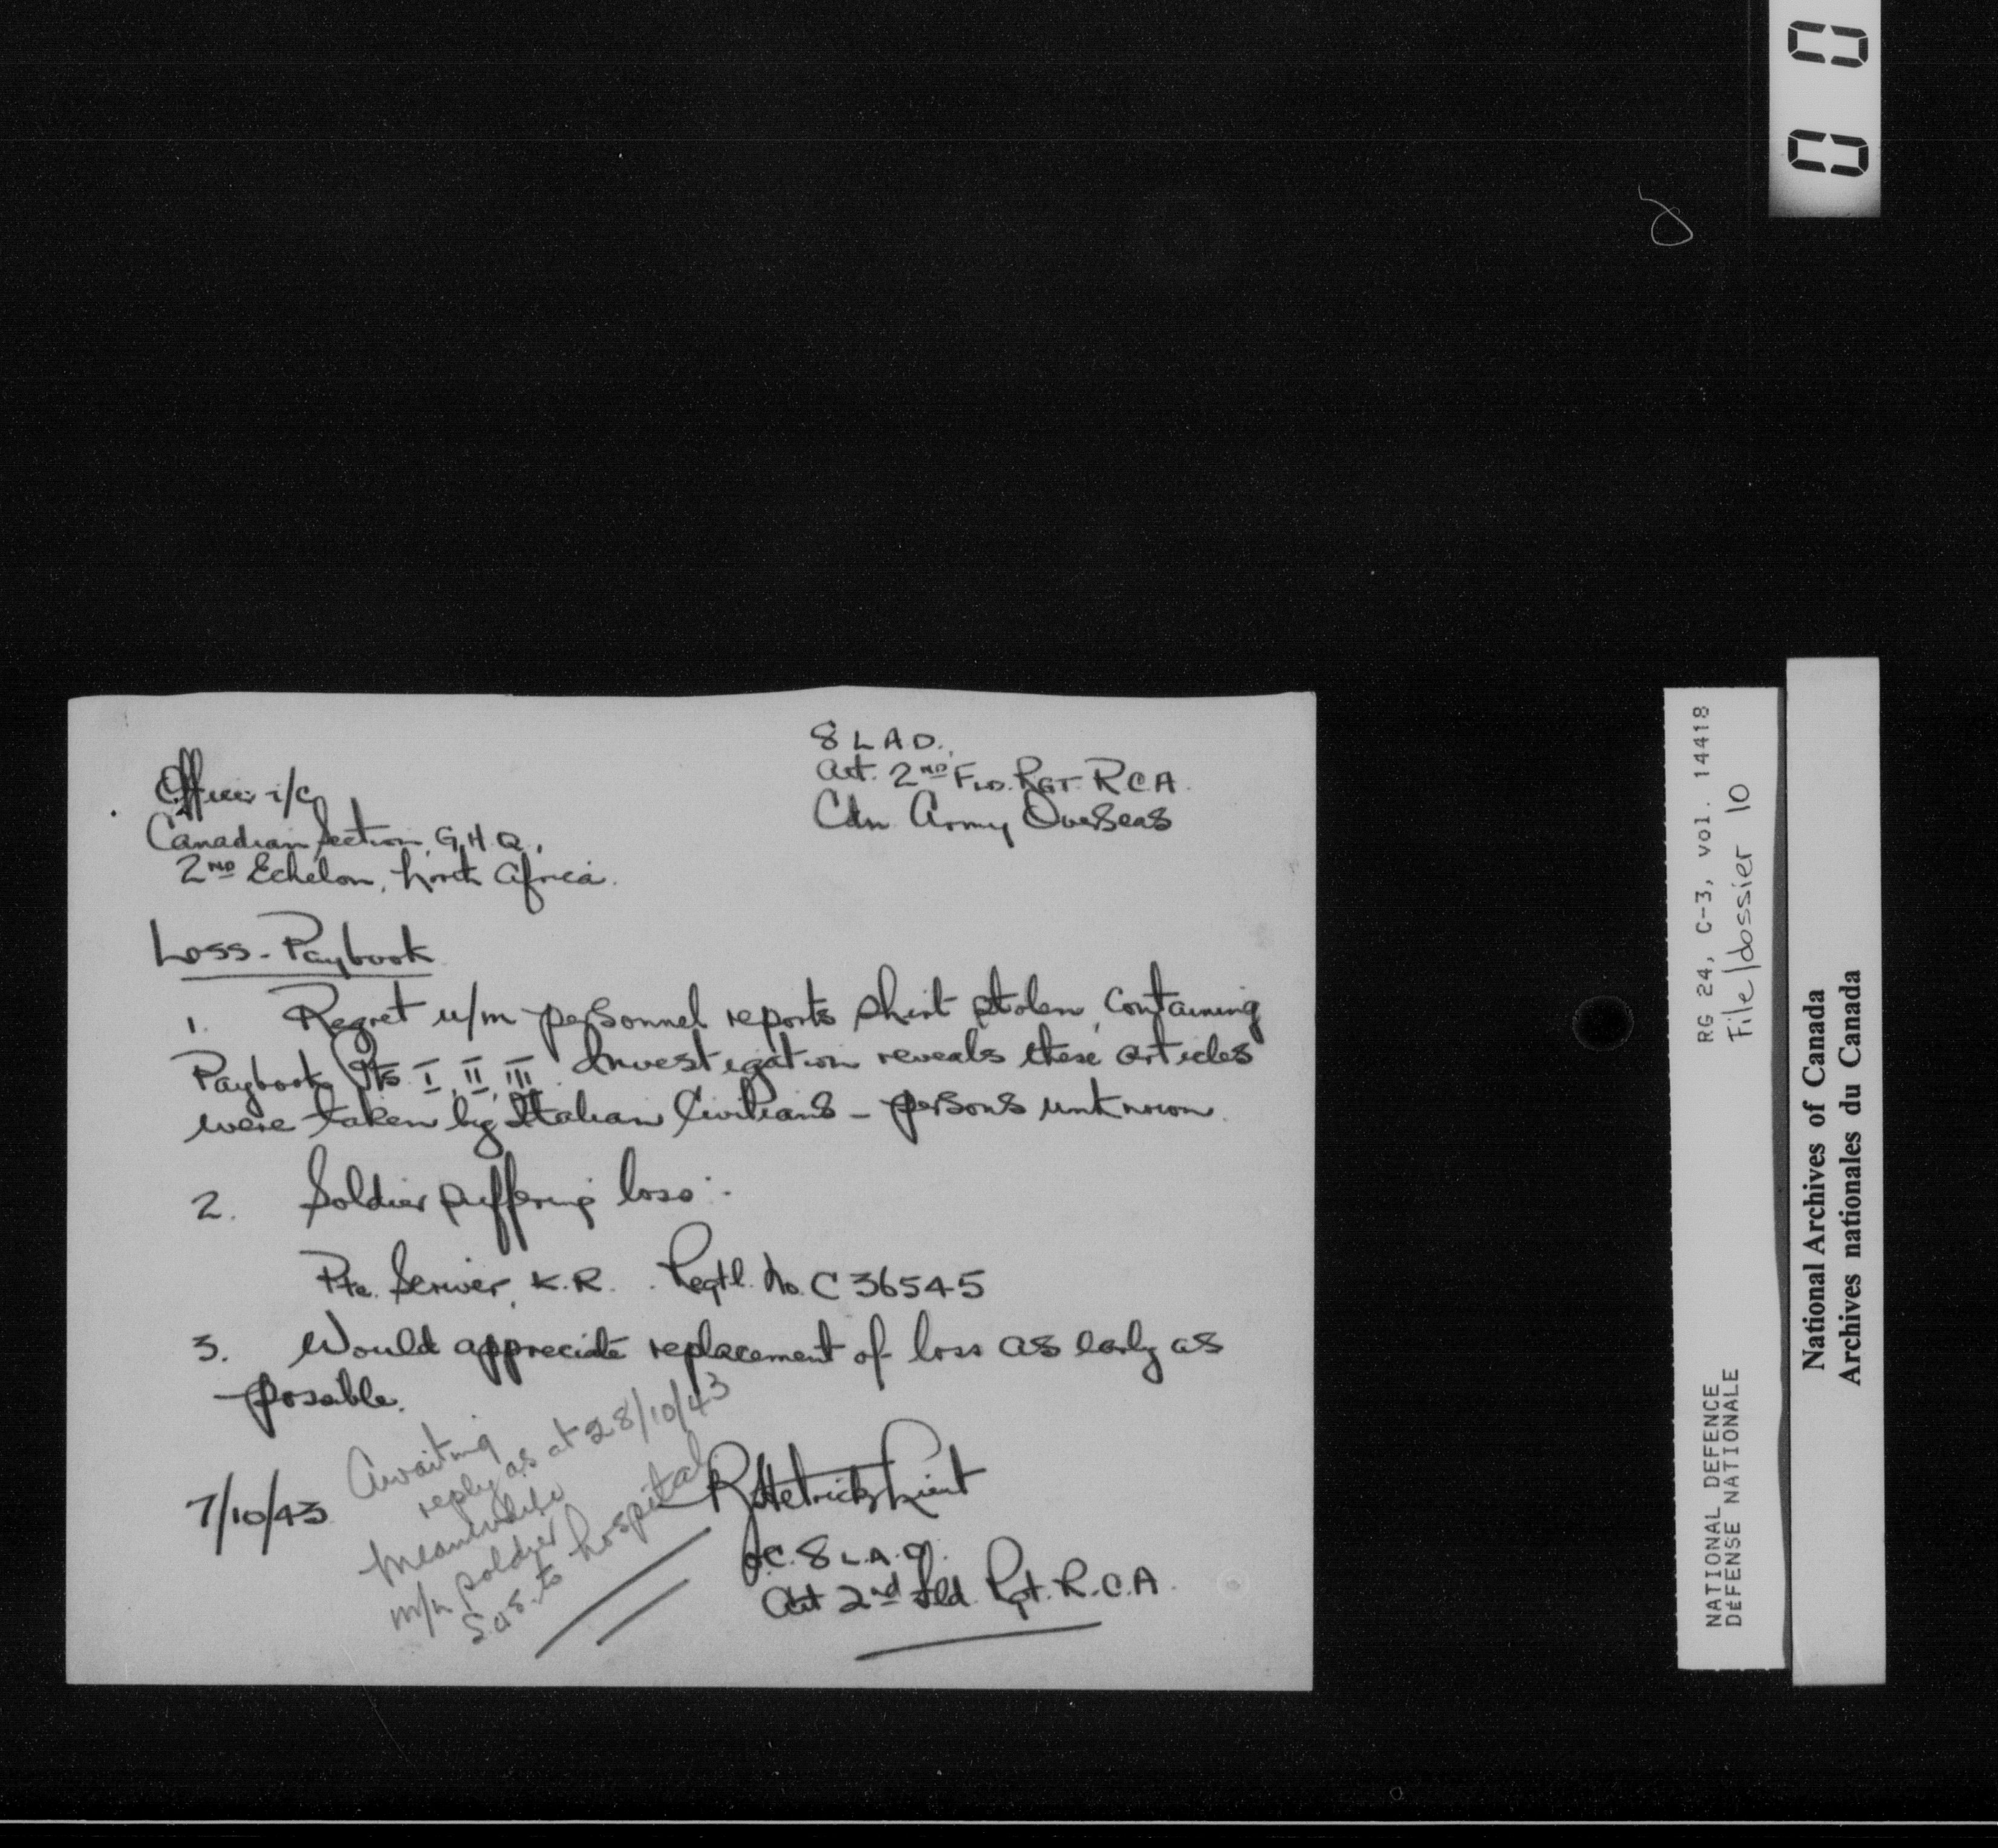 8 L A D.,
Att. 2ND FLD. RGT. R.C.A.
Cdn Army Overseas
Officer i/c
Canadian Section, G.H.Q.,
2ND Echelon, North Africa.
Loss - Paybook
1. Regret u/m personnel reports shirt stolen, containing
Paybook Pts I, II, III. Investigation reveals these articles
were taken by Italian Civilians - persons unknown.
2. Soldier suffering loss:-
Pte. Scriver, K.R. Regtl. No. C 36545
3. Would appreciate replacement of loss as early as
possible.
7/10/43
Awaiting
reply as at 28/10/43
Meanwhile
m/n soldier
S.O.S. to hospital
Lieut
O.C. 8 L.A.D.
Att 2nd Fld. Rgt. R.C.A.
RG 24, C-3, vol. 14418
File/dossier 10
NATIONAL DEFENCE
DÉFENSE NATIONALE
National Archives of Canada
Archives nationales du Canada